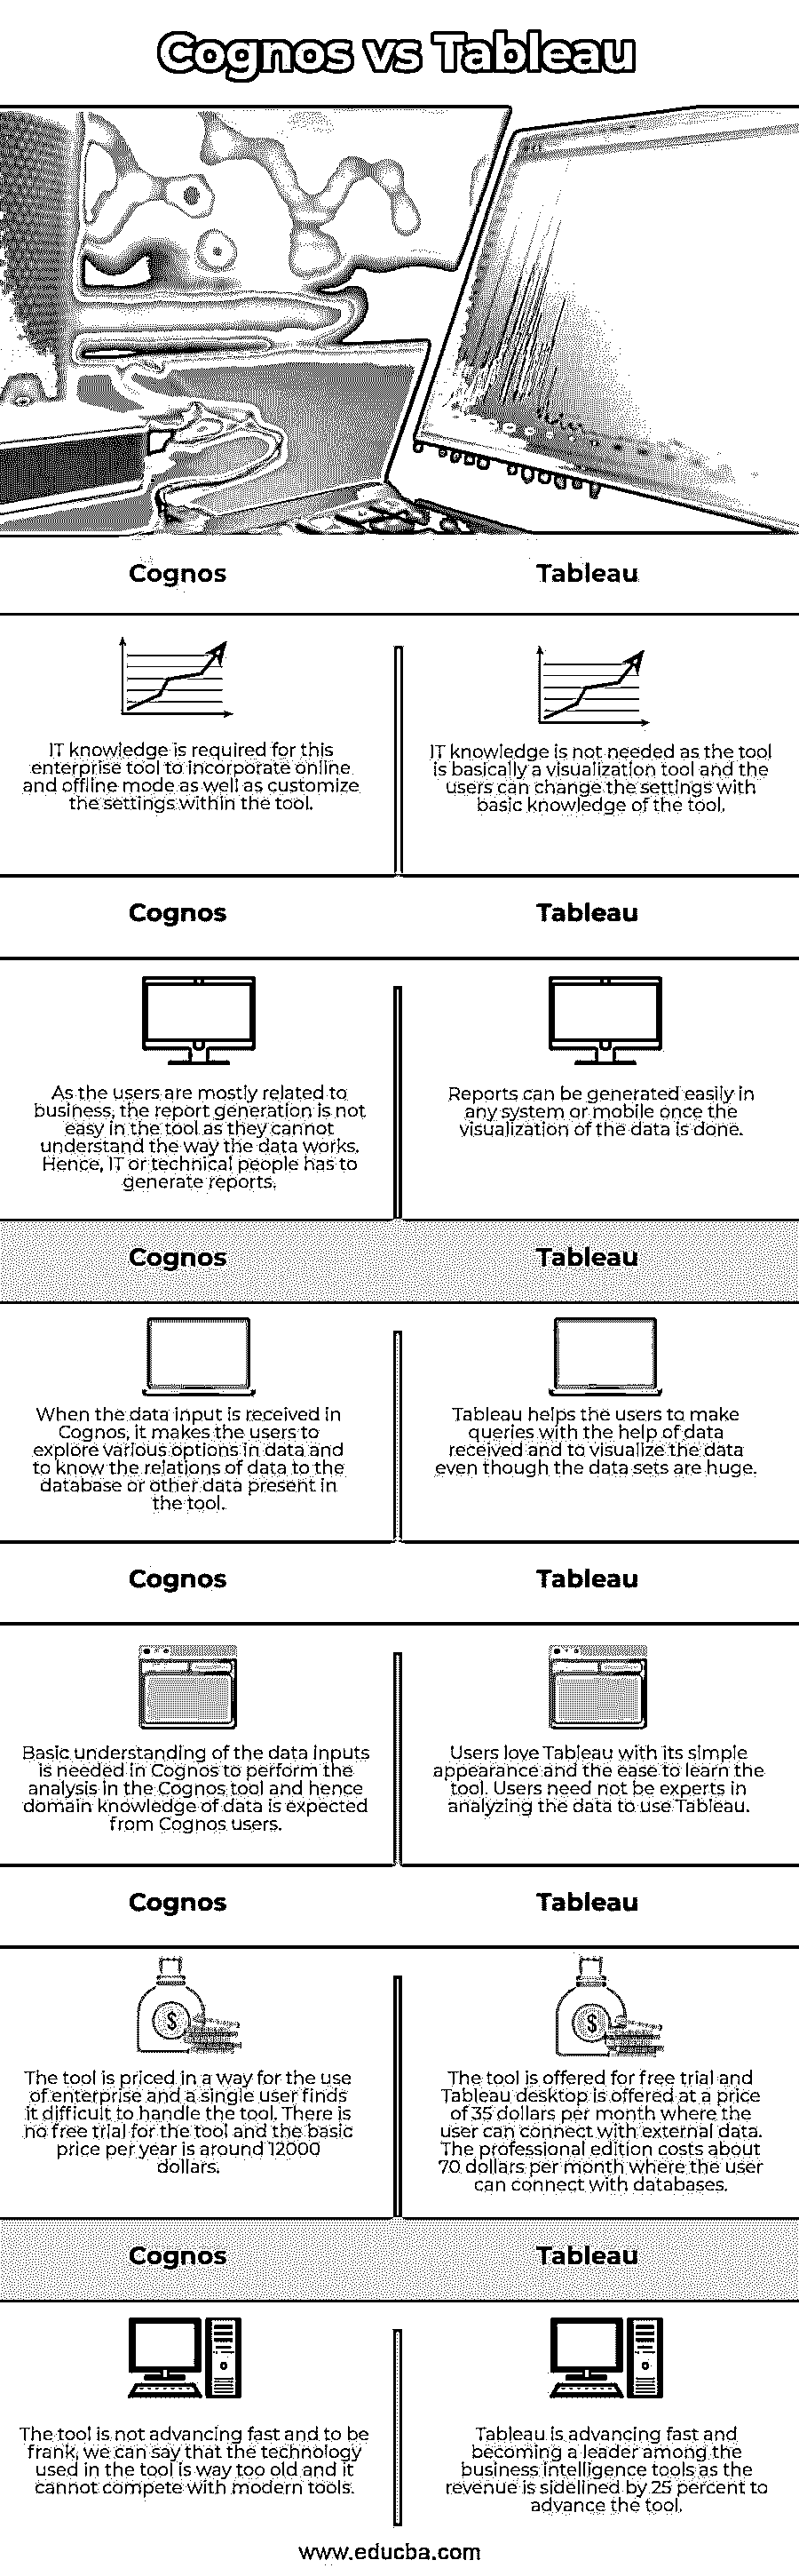 Cognos vs Tableau
Cognos
Tableau
IT knowledge is required for this
enterprise tool to incorporate online
and offline mode as well as customize
the settings within the tool.
IT knowledge is not needed as the tool
is basically a visualization tool and the
users can change the settings with
basic knowledge of the tool.
Cognos
Tableau
As the users are mostly related to
business, the report generation is not
easy in the tool as they cannot
understand the way the data works.
Hence, IT or technical people has to
generate reports.
Reports can be generated easily in
any system or mobile once the
visualization of the data is done.
Cognos
Tableau
When the data input is received in
Cognos, it makes the users to
explore various options in data and
to know the relations of data to the
database or other data present in
the tool.
Tableau helps the users to make
queries with the help of data
received and to visualize the data
even though the data sets are huge.
Cognos
Tableau
Basic understanding of the data inputs
is needed in Cognos to perform the
analysis in the Cognos tool and hence
domain knowledge of data is expected
from Cognos users.
Users love Tableau with its simple
appearance and the ease to learn the
tool. Users need not be experts in
analyzing the data to use Tableau.
Cognos
Tableau
$
$
The tool is priced in a way for the use
of enterprise and a single user finds
it difficult to handle the tool. There is
no free trial for the tool and the basic
price per year is around 12000
dollars.
The tool is offered for free trial and
Tableau desktop is offered at a price
of 35 dollars per month where the
user can connect with external data.
The professional edition costs about
70 dollars per month where the user
can connect with databases.
Cognos
Tableau
The tool is not advancing fast and to be
frank, we can say that the technology
used in the tool is way too old and it
cannot compete with modern tools.
Tableau is advancing fast and
becoming a leader among the
business intelligence tools as the
revenue is sidelined by 25 percent to
advance the tool.
www.educba.com